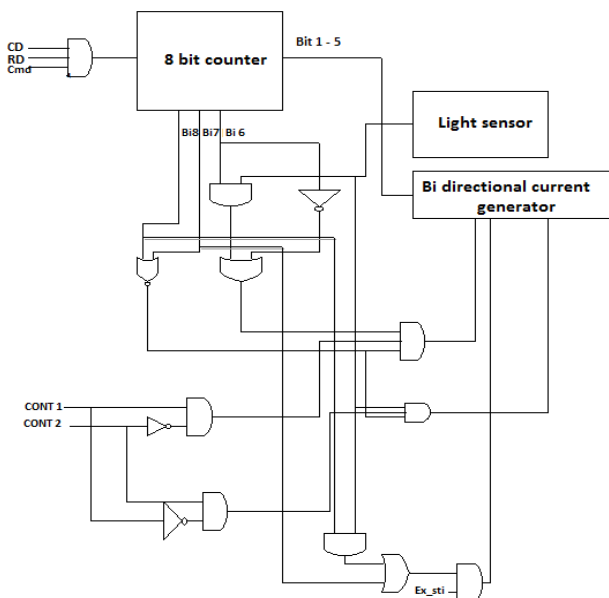 CD
RD
Cmd
8 bit counter
Bit 1 - 5
Bi8 Bi7 Bi 6
Light sensor
Bi directional current
generator
CONT 1
CONT 2
Ex_sti